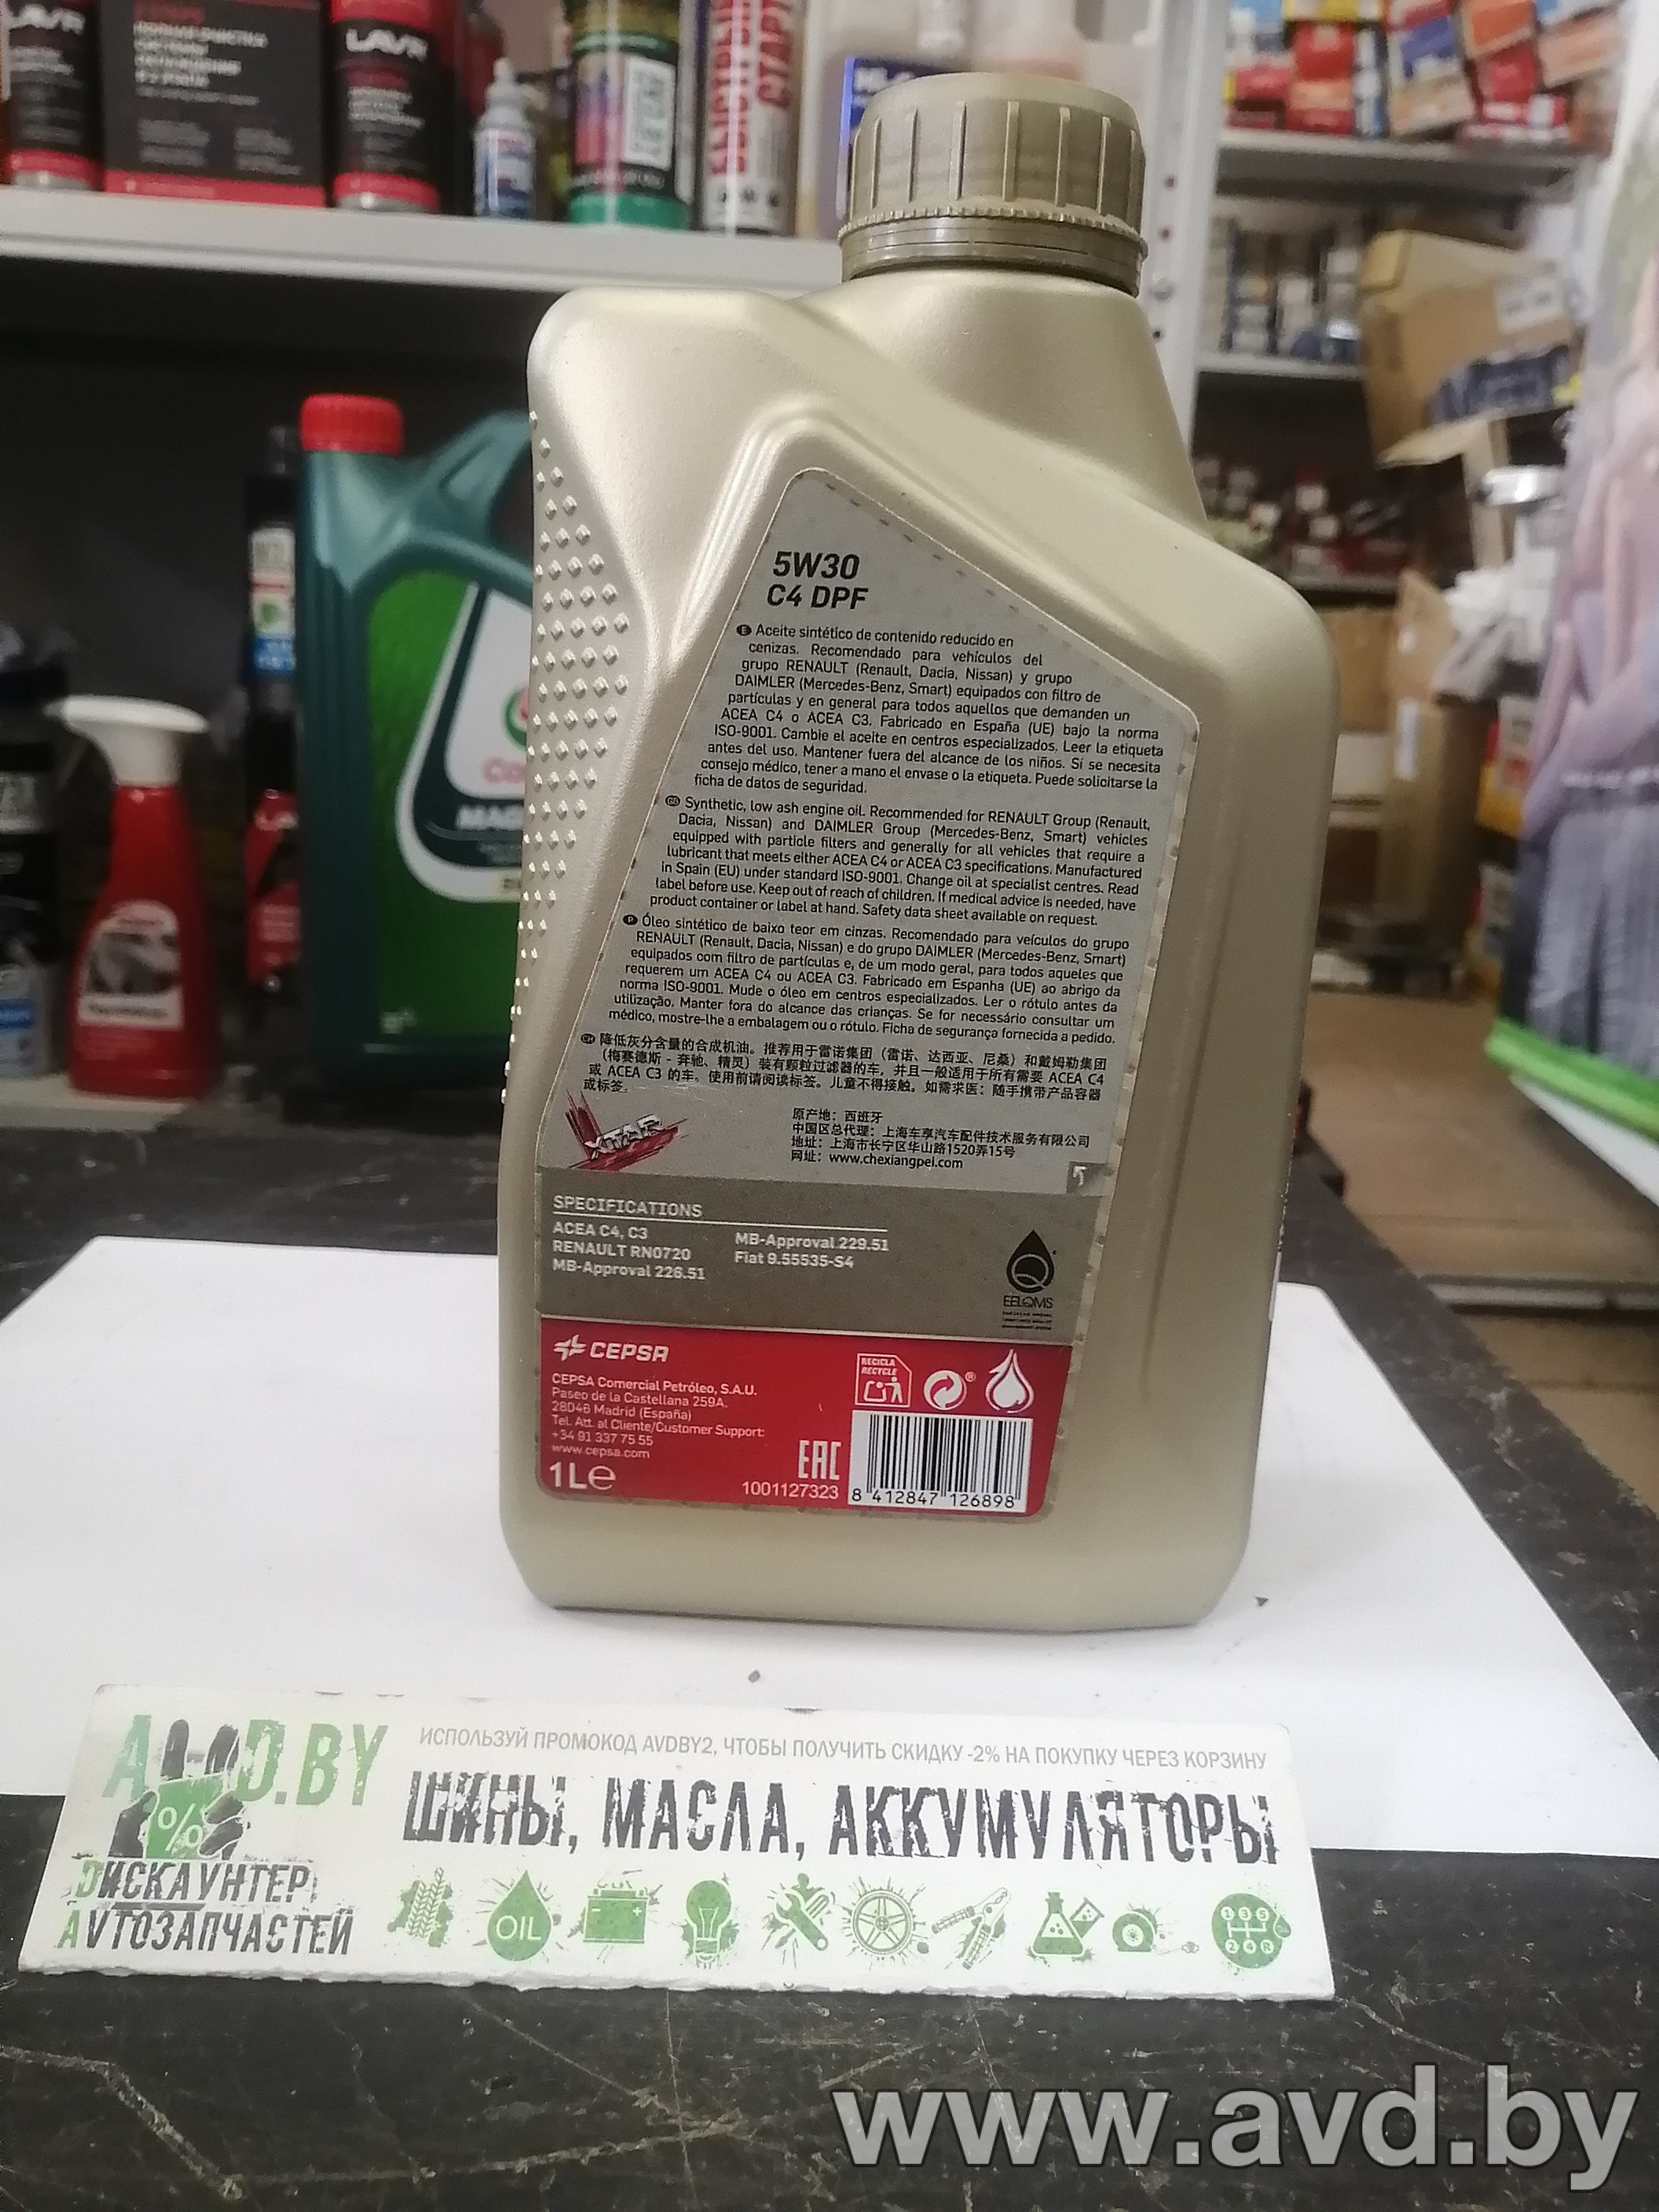 LAVR
LAVR
5W30
C4 DPF
E Aceite sintético de contenido reducido en
cenizas. Recomendado para vehículos del
grupo RENAULT (Renault, Dacia, Nissan) y grupo
DAIMLER (Mercedes-Benz, Smart) equipados con filtro de
partículas y en general para todos aquellos que demanden un
ACEA C4 o ACEA C3. Fabricado en España (UE) bajo la norma
ISO-9001. Cambie el aceite en centros especializados. Leer la etiqueta
antes del uso. Mantener fuera del alcance de los niños. Si se necesita
consejo médico, tener a mano el envase o la etiqueta. Puede solicitarse la
ficha de datos de seguridad.
GB Synthetic, low ash engine oil. Recommended for RENAULT Group (Renault,
Dacia, Nissan) and DAIMLER Group (Mercedes-Benz, Smart) vehicles
equipped with particle filters and generally for all vehicles that require a
lubricant that meets either ACEA C4 or ACEA C3 specifications. Manufactured
in Spain (EU) under standard ISO-9001. Change oil at specialist centres. Read
label before use. Keep out of reach of children. If medical advice is needed, have
product container or label at hand. Safety data sheet available on request.
P Óleo sintético de baixo teor em cinzas. Recomendado para veículos do grupo
RENAULT (Renault, Dacia, Nissan) e do grupo DAIMLER (Mercedes-Benz, Smart)
equipados com filtro de partículas e, de um modo geral, para todos aqueles que
requerem um ACEA C4 ou ACEA C3. Fabricado em Espanha (UE) ao abrigo da
norma ISO-9001. Mude o óleo em centros especializados. Ler o rótulo antes da
utilização. Manter fora do alcance das crianças. Se for necessário consultar um
médico, mostre-lhe a embalagem ou o rótulo. Ficha de segurança fornecida a pedido.
CH 降低灰分含量的合成机油。推荐用于雷诺集团（雷诺、达西亚、尼桑）和戴姆勒集团
（梅赛德斯 - 奔驰、精灵）装有颗粒过滤器的车，并且一般适用于所有需要 ACEA C4
或 ACEA C3 的车。使用前请阅读标签。儿童不得接触。如需求医：随手携带产品容器
或标签。
XTAR
原产地：西班牙
中国区总代理：上海车享汽车配件技术服务有限公司
地址：上海市长宁区华山路1520弄15号
网址：www.chexiangpei.com
SPECIFICATIONS
ACEA C4, C3
RENAULT RN0720
MB-Approval 226.51
MB-Approval 229.51
Fiat 9.55535-S4
EELQMS
CEPSA
CEPSA Comercial Petróleo, S.A.U.
Paseo de la Castellana 259A.
28046 Madrid (España)
Tel. Att. al Cliente/Customer Support:
+34 91 337 75 55
www.cepsa.com
1L e
RECICLA
RECYCLE
EAC
1001127323
8 412847 126898
AVD.BY
ИСПОЛЬЗУЙ ПРОМОКОД AVDBY2, ЧТОБЫ ПОЛУЧИТЬ СКИДКУ -2% НА ПОКУПКУ ЧЕРЕЗ КОРЗИНУ
ШИНЫ, МАСЛА, АККУМУЛЯТОРЫ
%
DИСКАУНТЕР
AVTОЗАПЧАСТЕЙ
OIL
1 3 5
2 4 R
www.avd.by